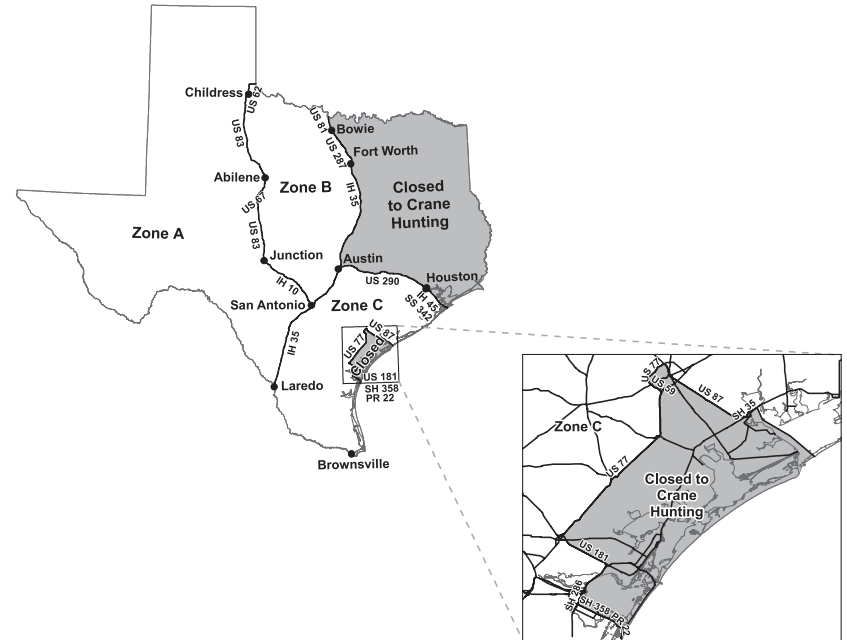 Childress
US 62
US 81
Bowie
US 83
US 287
Fort Worth
Abilene
Zone B
IH 35
Closed
to Crane
Hunting
US 67
Zone A
US 83
Junction
Austin
IH 10
US 290
Houston
San Antonio
Zone C
IH 45
SS 342
IH 35
US 77
US 87
Closed
US 181
SH 358
PR 22
Laredo
Brownsville
US 77
US 59
US 87
SH 35
Zone C
US 77
Closed to
Crane
Hunting
US 181
SH 286
SH 358
PR 22